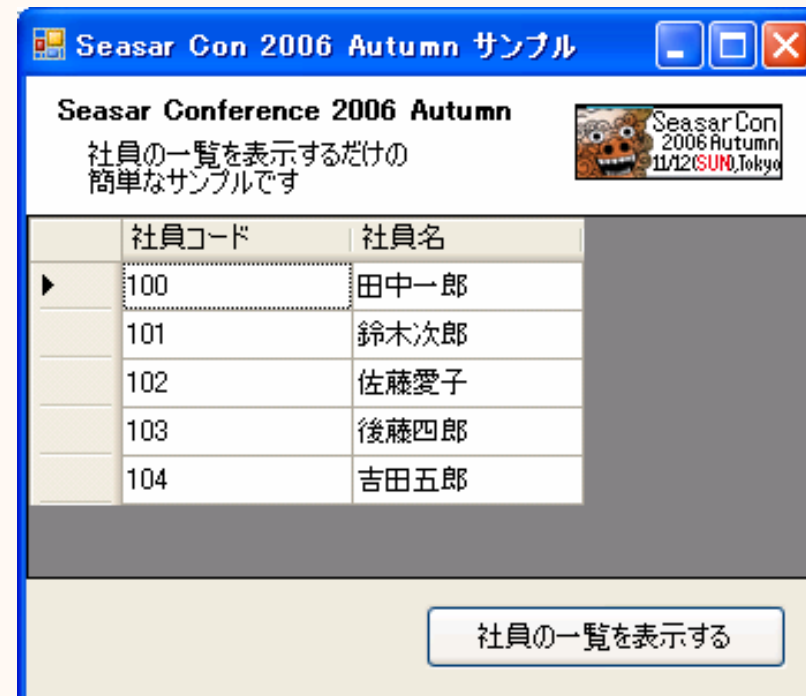 Seasar Con 2006 Autumn サンプル
Seasar Conference 2006 Autumn
社員の一覧を表示するだけの
簡単なサンプルです
Seasar Con
2006 Autumn
11/12(SUN),Tokyo
社員コード 社員名
100 田中一郎
101 鈴木次郎
102 佐藤愛子
103 後藤四郎
104 吉田五郎
社員の一覧を表示する